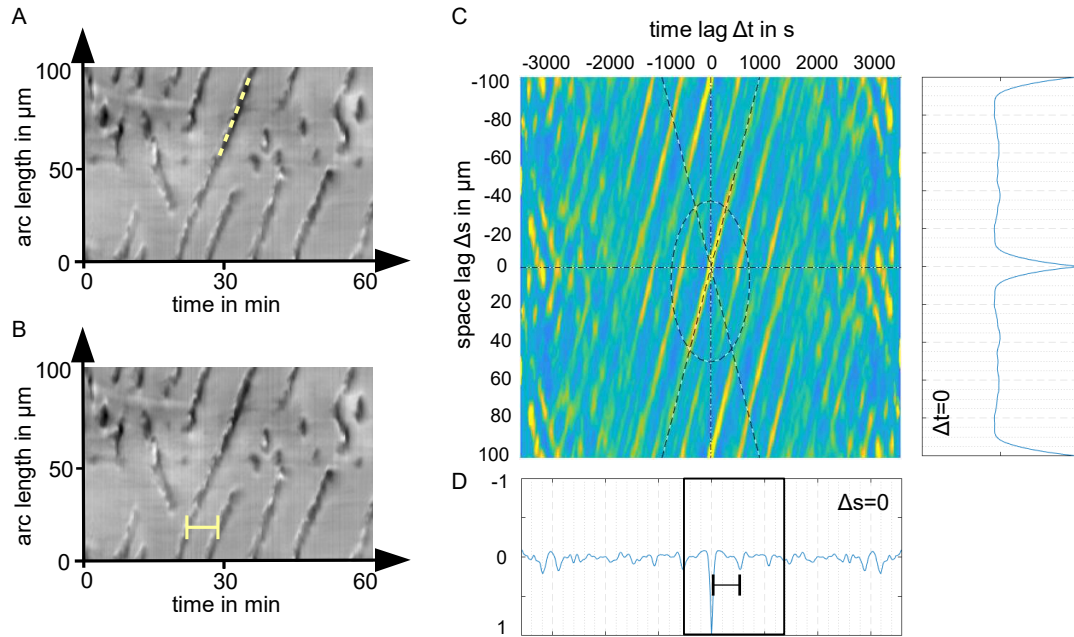 A
arc length in µm
100
50
0
0
30
60
time in min
B
arc length in µm
100
50
0
0
30
60
time in min
C
time lag Δt in s
-3000
-2000
-1000
0
1000
2000
3000
space lag Δs in µm
-100
-80
-60
-40
-20
0
20
40
60
80
100
Δt=0
D
-1
0
1
Δs=0